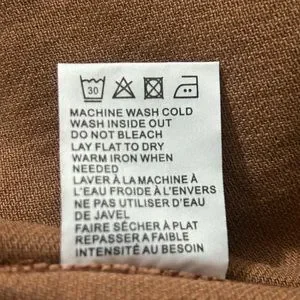 30
MACHINE WASH COLD
WASH INSIDE OUT
DO NOT BLEACH
LAY FLAT TO DRY
WARM IRON WHEN
NEEDED
LAVER À LA MACHINE À
L'EAU FROIDE À L'ENVERS
NE PAS UTILISER D'EAU
DE JAVEL
FAIRE SÉCHER À PLAT
REPASSER A FAIBLE
INTENSITÉ AU BESOIN